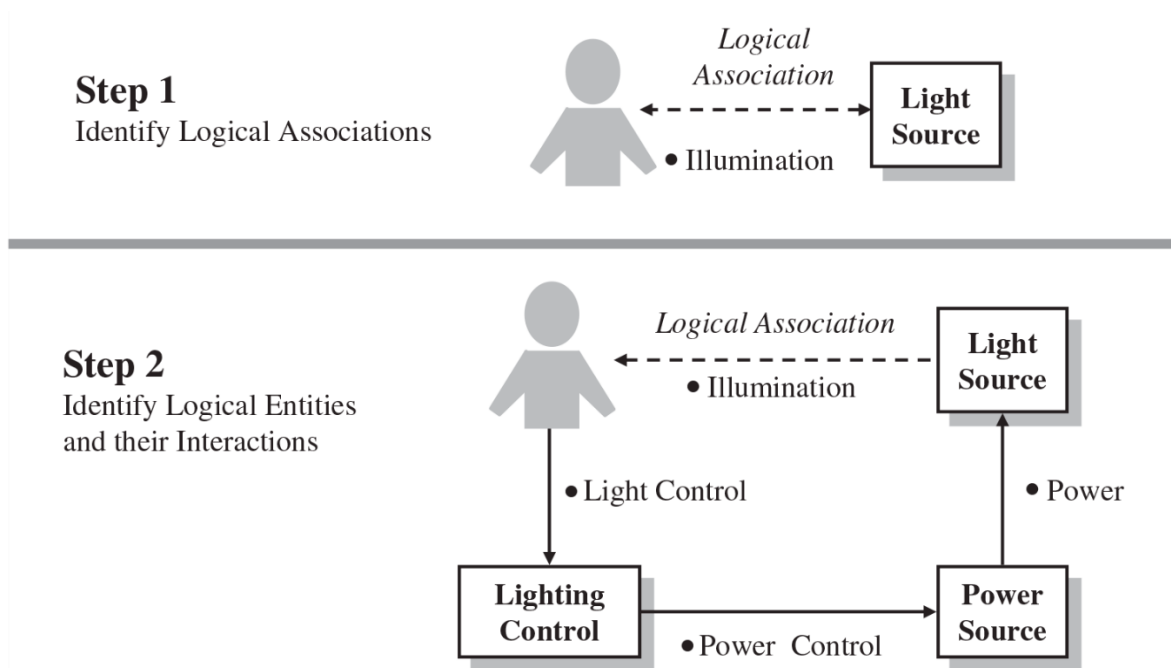 Step 1
Identify Logical Associations
Logical
Association
• Illumination
Light
Source
Step 2
Identify Logical Entities
and their Interactions
Logical Association
• Illumination
Light
Source
• Light Control
• Power
Lighting
Control
• Power Control
Power
Source